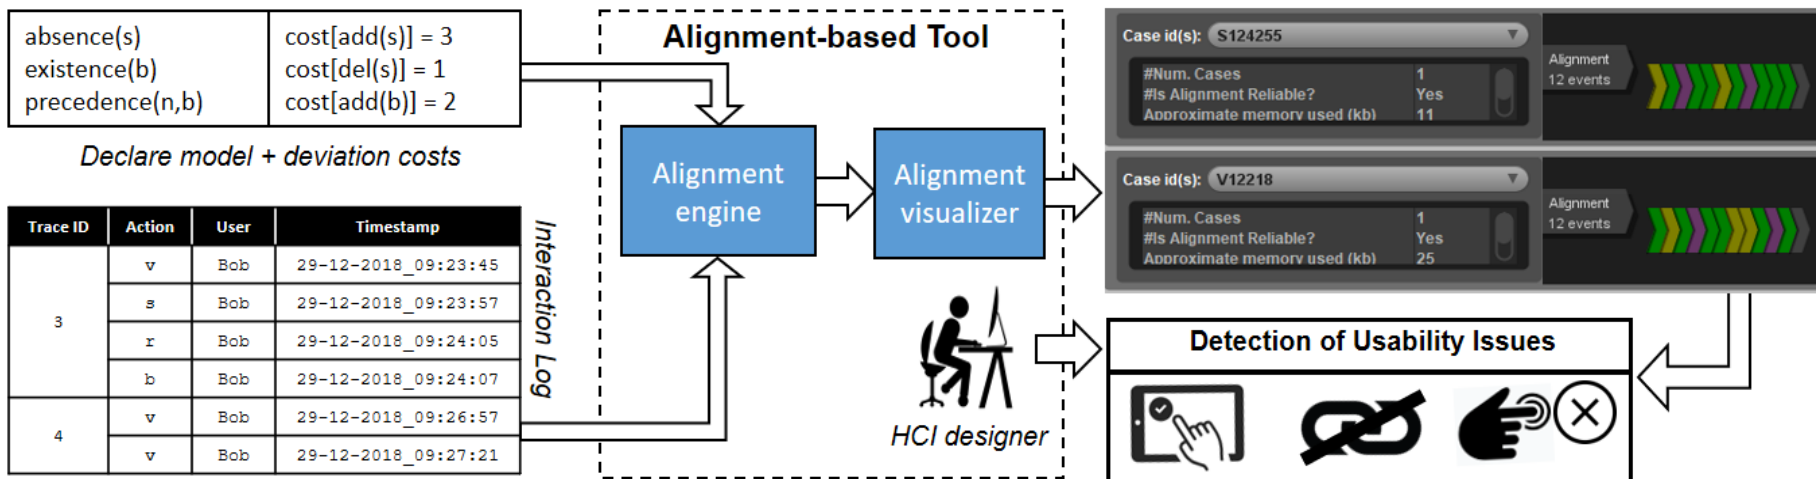 absence(s) cost[add(s)] = 3
existence(b) cost[del(s)] = 1
precedence(n,b) cost[add(b)] = 2
Declare model + deviation costs
Trace ID Action User Timestamp
3
v Bob 29-12-2018_09:23:45
s Bob 29-12-2018_09:23:57
r Bob 29-12-2018_09:24:05
b Bob 29-12-2018_09:24:07
4
v Bob 29-12-2018_09:26:57
v Bob 29-12-2018_09:27:21
Interaction Log
Alignment-based Tool
Alignment
engine
Alignment
visualizer
HCI designer
Case id(s): S124255
#Num. Cases 1
#Is Alignment Reliable? Yes
Approximate memory used (kb) 11
Alignment
12 events
Case id(s): V12218
#Num. Cases 1
#Is Alignment Reliable? Yes
Approximate memory used (kb) 25
Alignment
12 events
Detection of Usability Issues